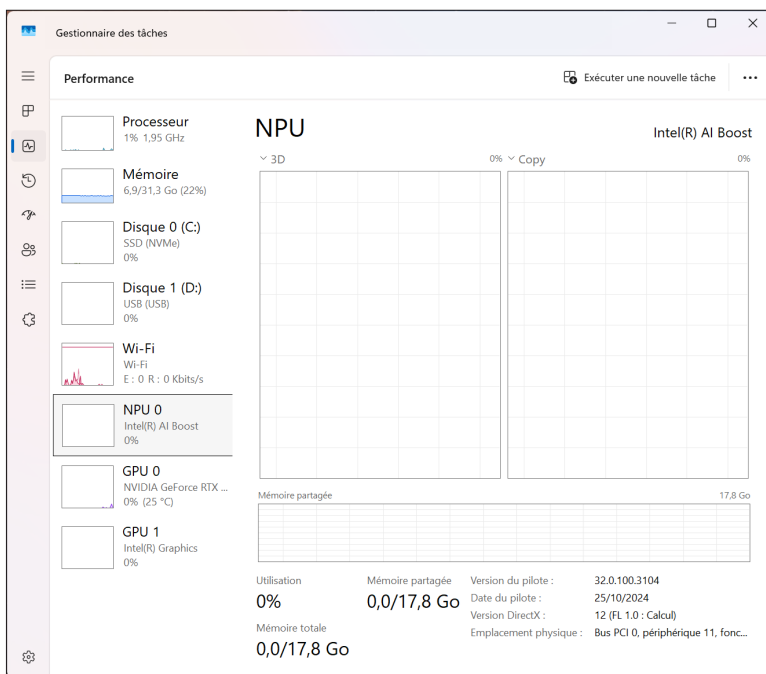 Gestionnaire des tâches
Performance
Exécuter une nouvelle tâche
Processeur
1% 1,95 GHz
Mémoire
6,9/31,3 Go (22%)
Disque 0 (C:)
SSD (NVMe)
0%
Disque 1 (D:)
USB (USB)
0%
Wi-Fi
Wi-Fi
E : 0 R : 0 Kbits/s
NPU 0
Intel(R) AI Boost
0%
GPU 0
NVIDIA GeForce RTX ...
0% (25 °C)
GPU 1
Intel(R) Graphics
0%
NPU
Intel(R) AI Boost
3D 0%
Copy 0%
Mémoire partagée 17,8 Go
Utilisation
0%
Mémoire partagée
0,0/17,8 Go
Mémoire totale
0,0/17,8 Go
Version du pilote : 32.0.100.3104
Date du pilote : 25/10/2024
Version DirectX : 12 (FL 1.0 : Calcul)
Emplacement physique : Bus PCI 0, périphérique 11, fonc...